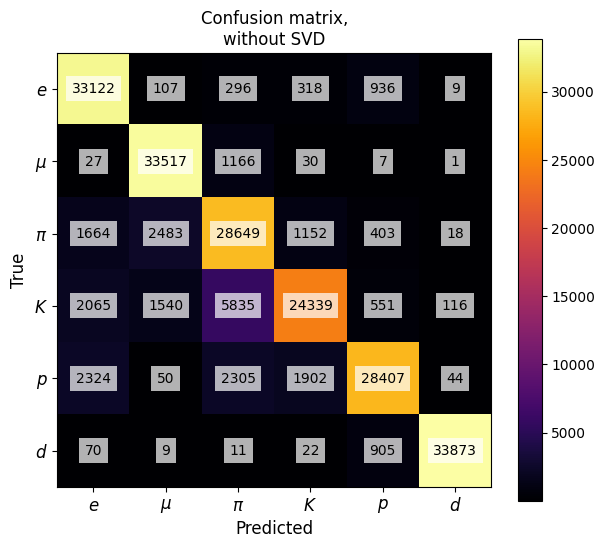 Confusion matrix,
without SVD
True
e 33122 107 296 318 936 9
μ 27 33517 1166 30 7 1
π 1664 2483 28649 1152 403 18
K 2065 1540 5835 24339 551 116
p 2324 50 2305 1902 28407 44
d 70 9 11 22 905 33873
e μ π K p d
Predicted
30000
25000
20000
15000
10000
5000